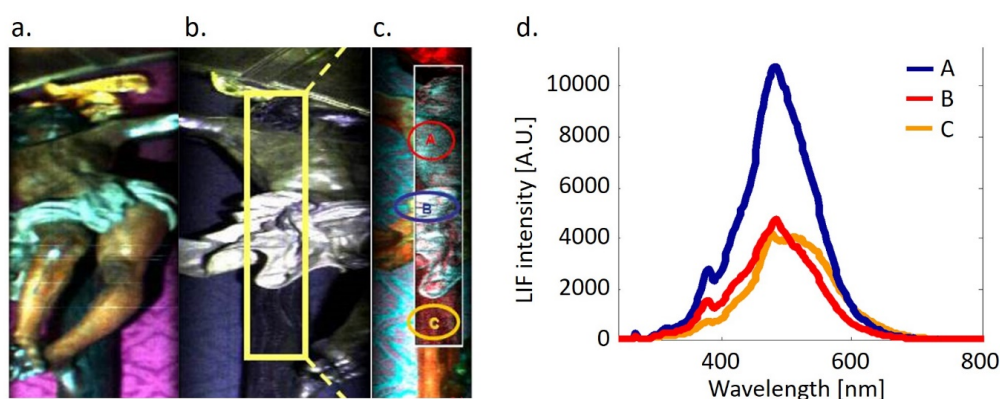 a.
b.
c.
d.
A
B
C
LIF intensity [A.U.]
10000
8000
6000
4000
2000
0
A
B
C
400
600
800
Wavelength [nm]